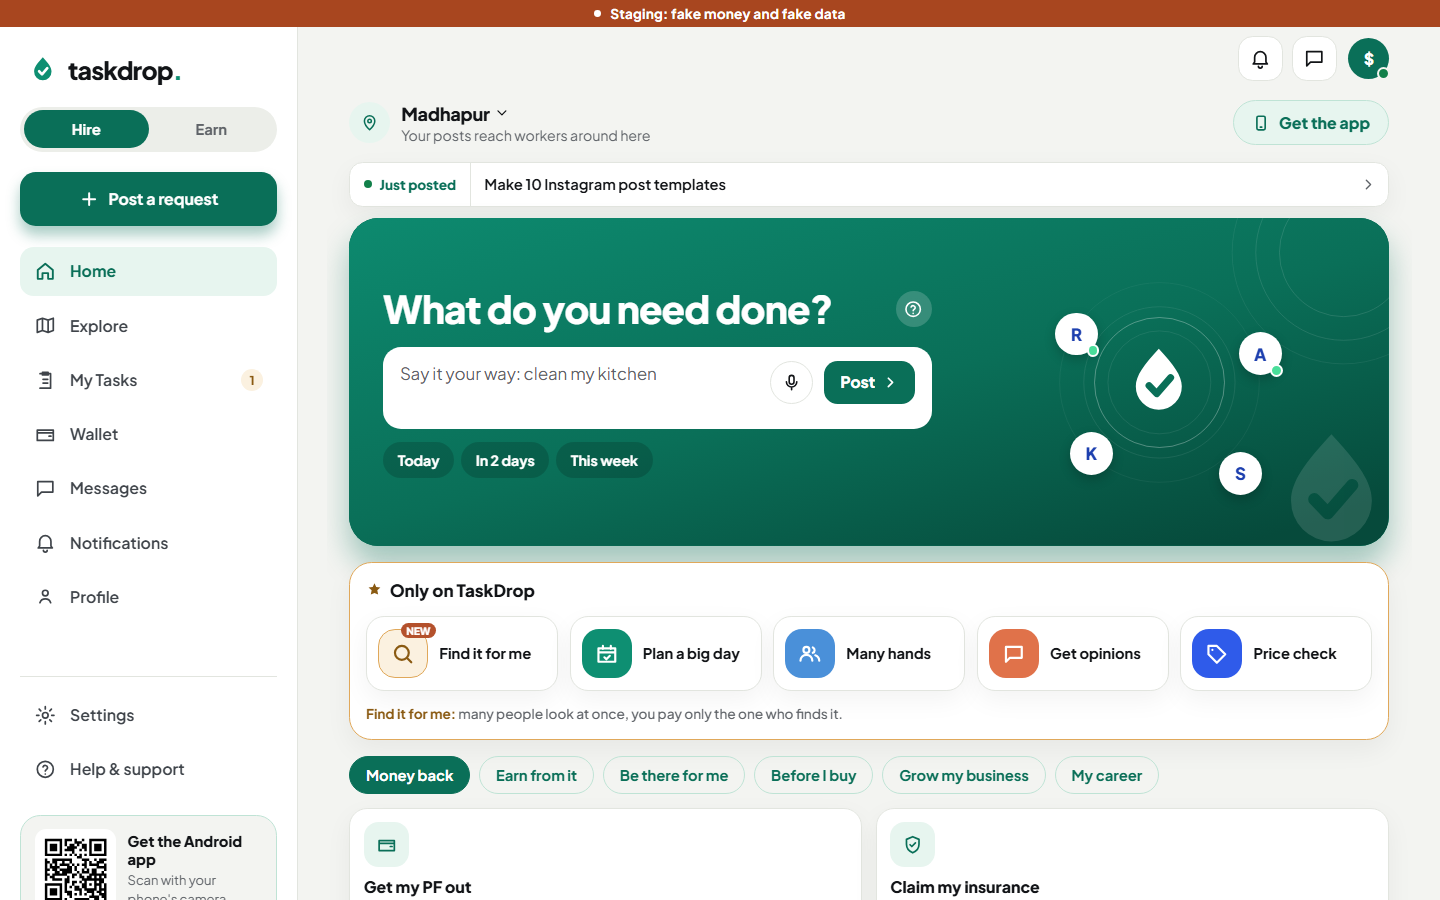 Staging: fake money and fake data
taskdrop.
Hire
Earn
Post a request
Home
Explore
My Tasks
1
Wallet
Messages
Notifications
Profile
Settings
Help & support
Get the Android
app
Scan with your
phone's camera
$
Madhapur
Your posts reach workers around here
Get the app
Just posted
Make 10 Instagram post templates
What do you need done?
Say it your way: clean my kitchen
Post
Today
In 2 days
This week
R
A
K
S
Only on TaskDrop
NEW
Find it for me
Plan a big day
Many hands
Get opinions
Price check
Find it for me: many people look at once, you pay only the one who finds it.
Money back
Earn from it
Be there for me
Before I buy
Grow my business
My career
Get my PF out
Claim my insurance